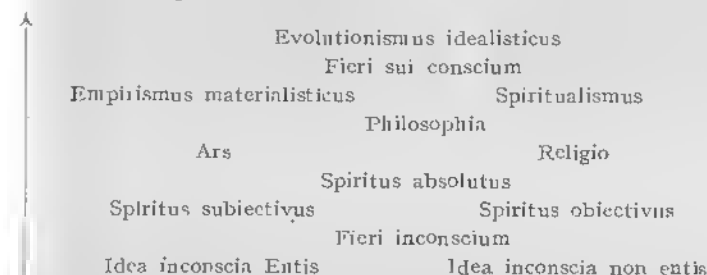 Evolutionismus idealisticus
Fieri sui conscium
Empirismus materialisticus Spiritualismus
Philosophia
Ars Religio
Spiritus absolutus
Spiritus subiectivus Spiritus obiectivus
Fieri inconscium
Idea inconscia Entis Idea inconscia non entis